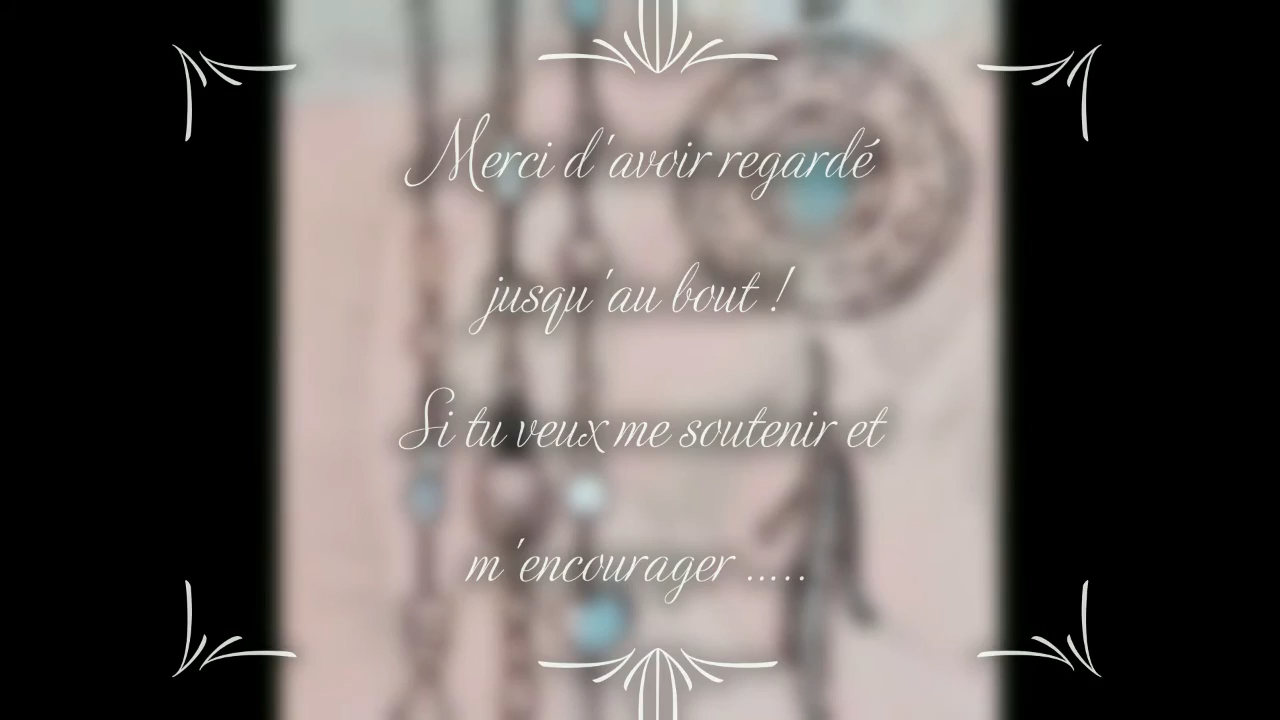 Merci d'avoir regardé
jusqu'au bout !
Si tu veux me soutenir et
m'encourager .....